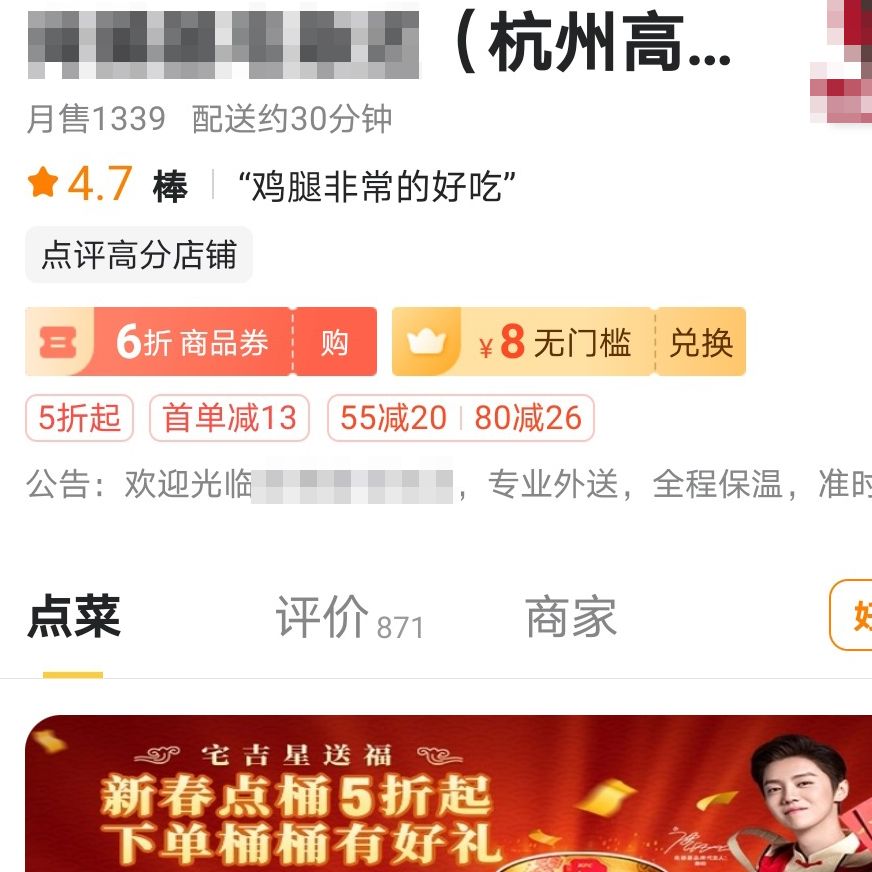 （杭州高...
月售1339 配送约30分钟
4.7 棒 “鸡腿非常的好吃”
点评高分店铺
6折 商品券 购 ¥8 无门槛 兑换
5折起 首单减13 55减20 80减26
公告：欢迎光临，专业外送，全程保温，准时
点菜 评价 871 商家
宅吉星送福
新春点桶5折起
下单桶桶有好礼